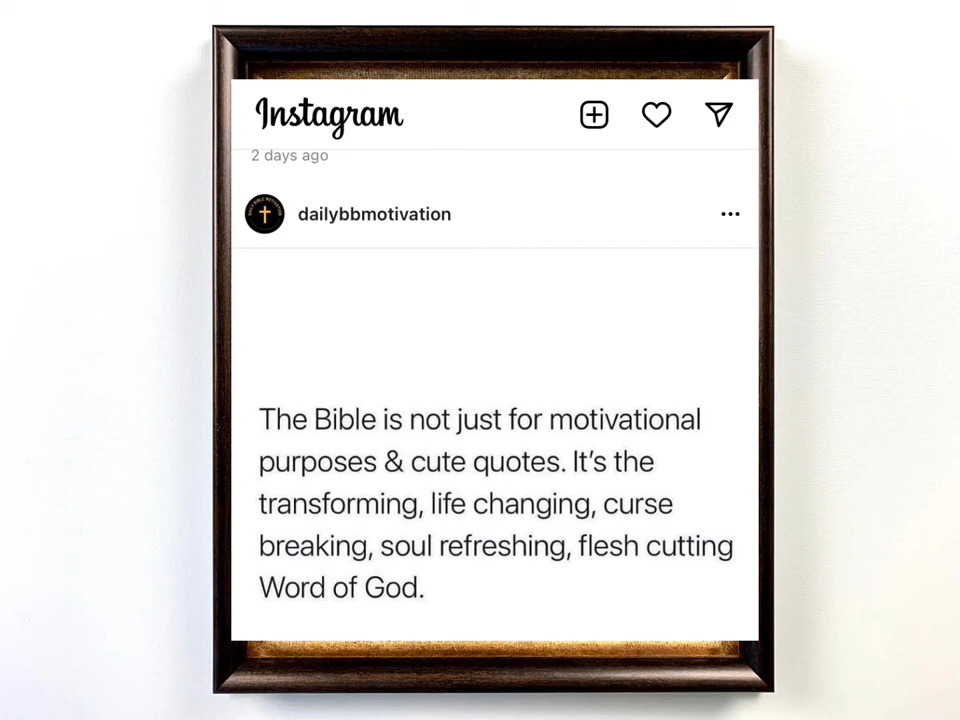 Instagram
2 days ago
dailybbmotivation
The Bible is not just for motivational
purposes & cute quotes. It’s the
transforming, life changing, curse
breaking, soul refreshing, flesh cutting
Word of God.